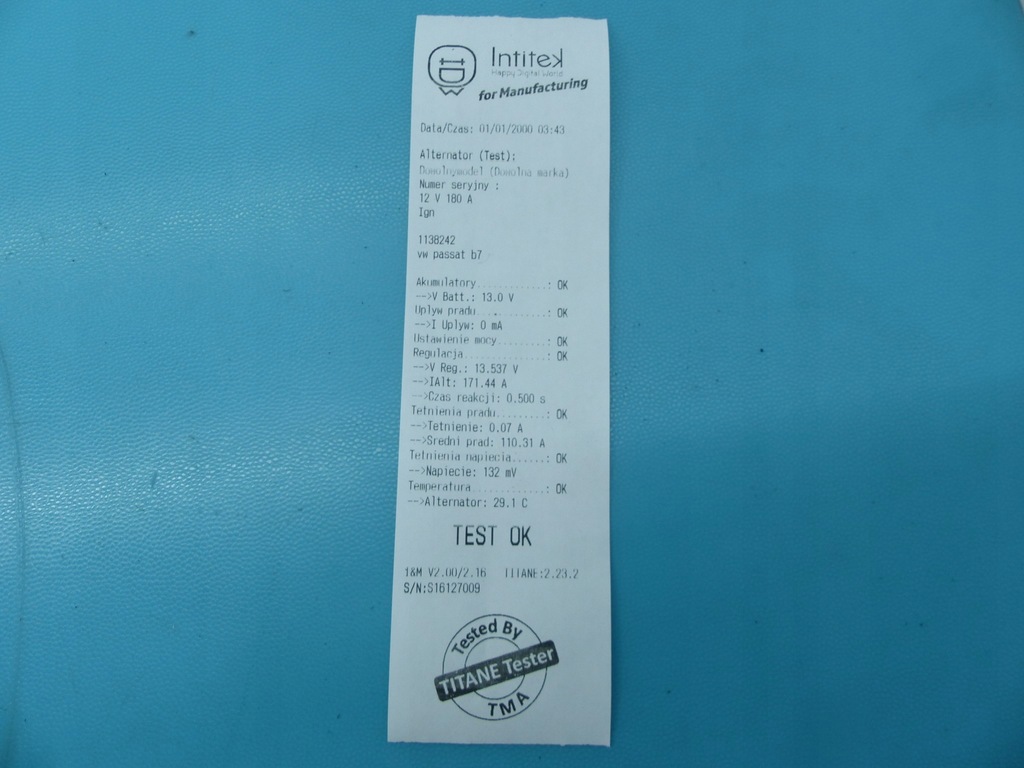 Intitek
Happy Digital World
for Manufacturing
Data/Czas: 01/01/2000 03:43
Alternator (Test):
Dowolnymodel (Dowolna marka)
Numer seryjny :
12 V 180 A
Ign
1138242
vw passat b7
Akumulatory............: OK
-->V Batt.: 13.0 V
Uplyw pradu............: OK
-->I Uplyw: 0 mA
Ustawienie mocy........: OK
Regulacja..............: OK
-->V Reg.: 13.537 V
-->IAlt: 171.44 A
-->Czas reakcji: 0.500 s
Tetnienia pradu........: OK
-->Tetnienie: 0.07 A
-->Sredni prad: 110.31 A
Tetnienia napiecia.....: OK
-->Napiecie: 132 mV
Temperatura............: OK
-->Alternator: 29.1 C
TEST OK
1&M V2.00/2.16 TITANE:2.23.2
S/N:S16127009
Tested By
TITANE Tester
TMA